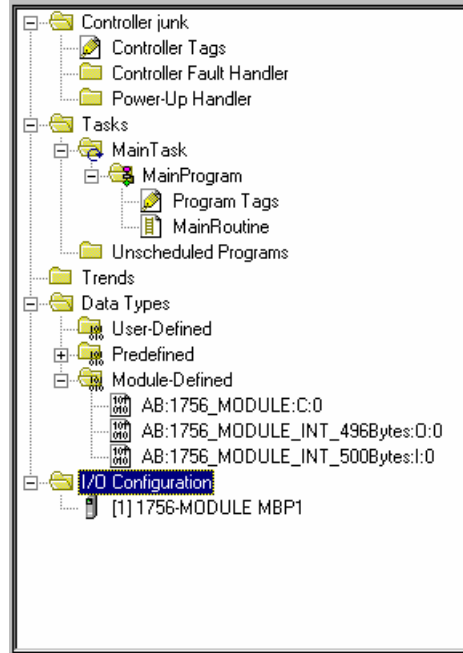 Controller junk
Controller Tags
Controller Fault Handler
Power-Up Handler
Tasks
MainTask
MainProgram
Program Tags
MainRoutine
Unscheduled Programs
Trends
Data Types
User-Defined
Predefined
Module-Defined
AB:1756_MODULE:C:0
AB:1756_MODULE_INT_496Bytes:O:0
AB:1756_MODULE_INT_500Bytes:I:0
I/O Configuration
[1] 1756-MODULE MBP1